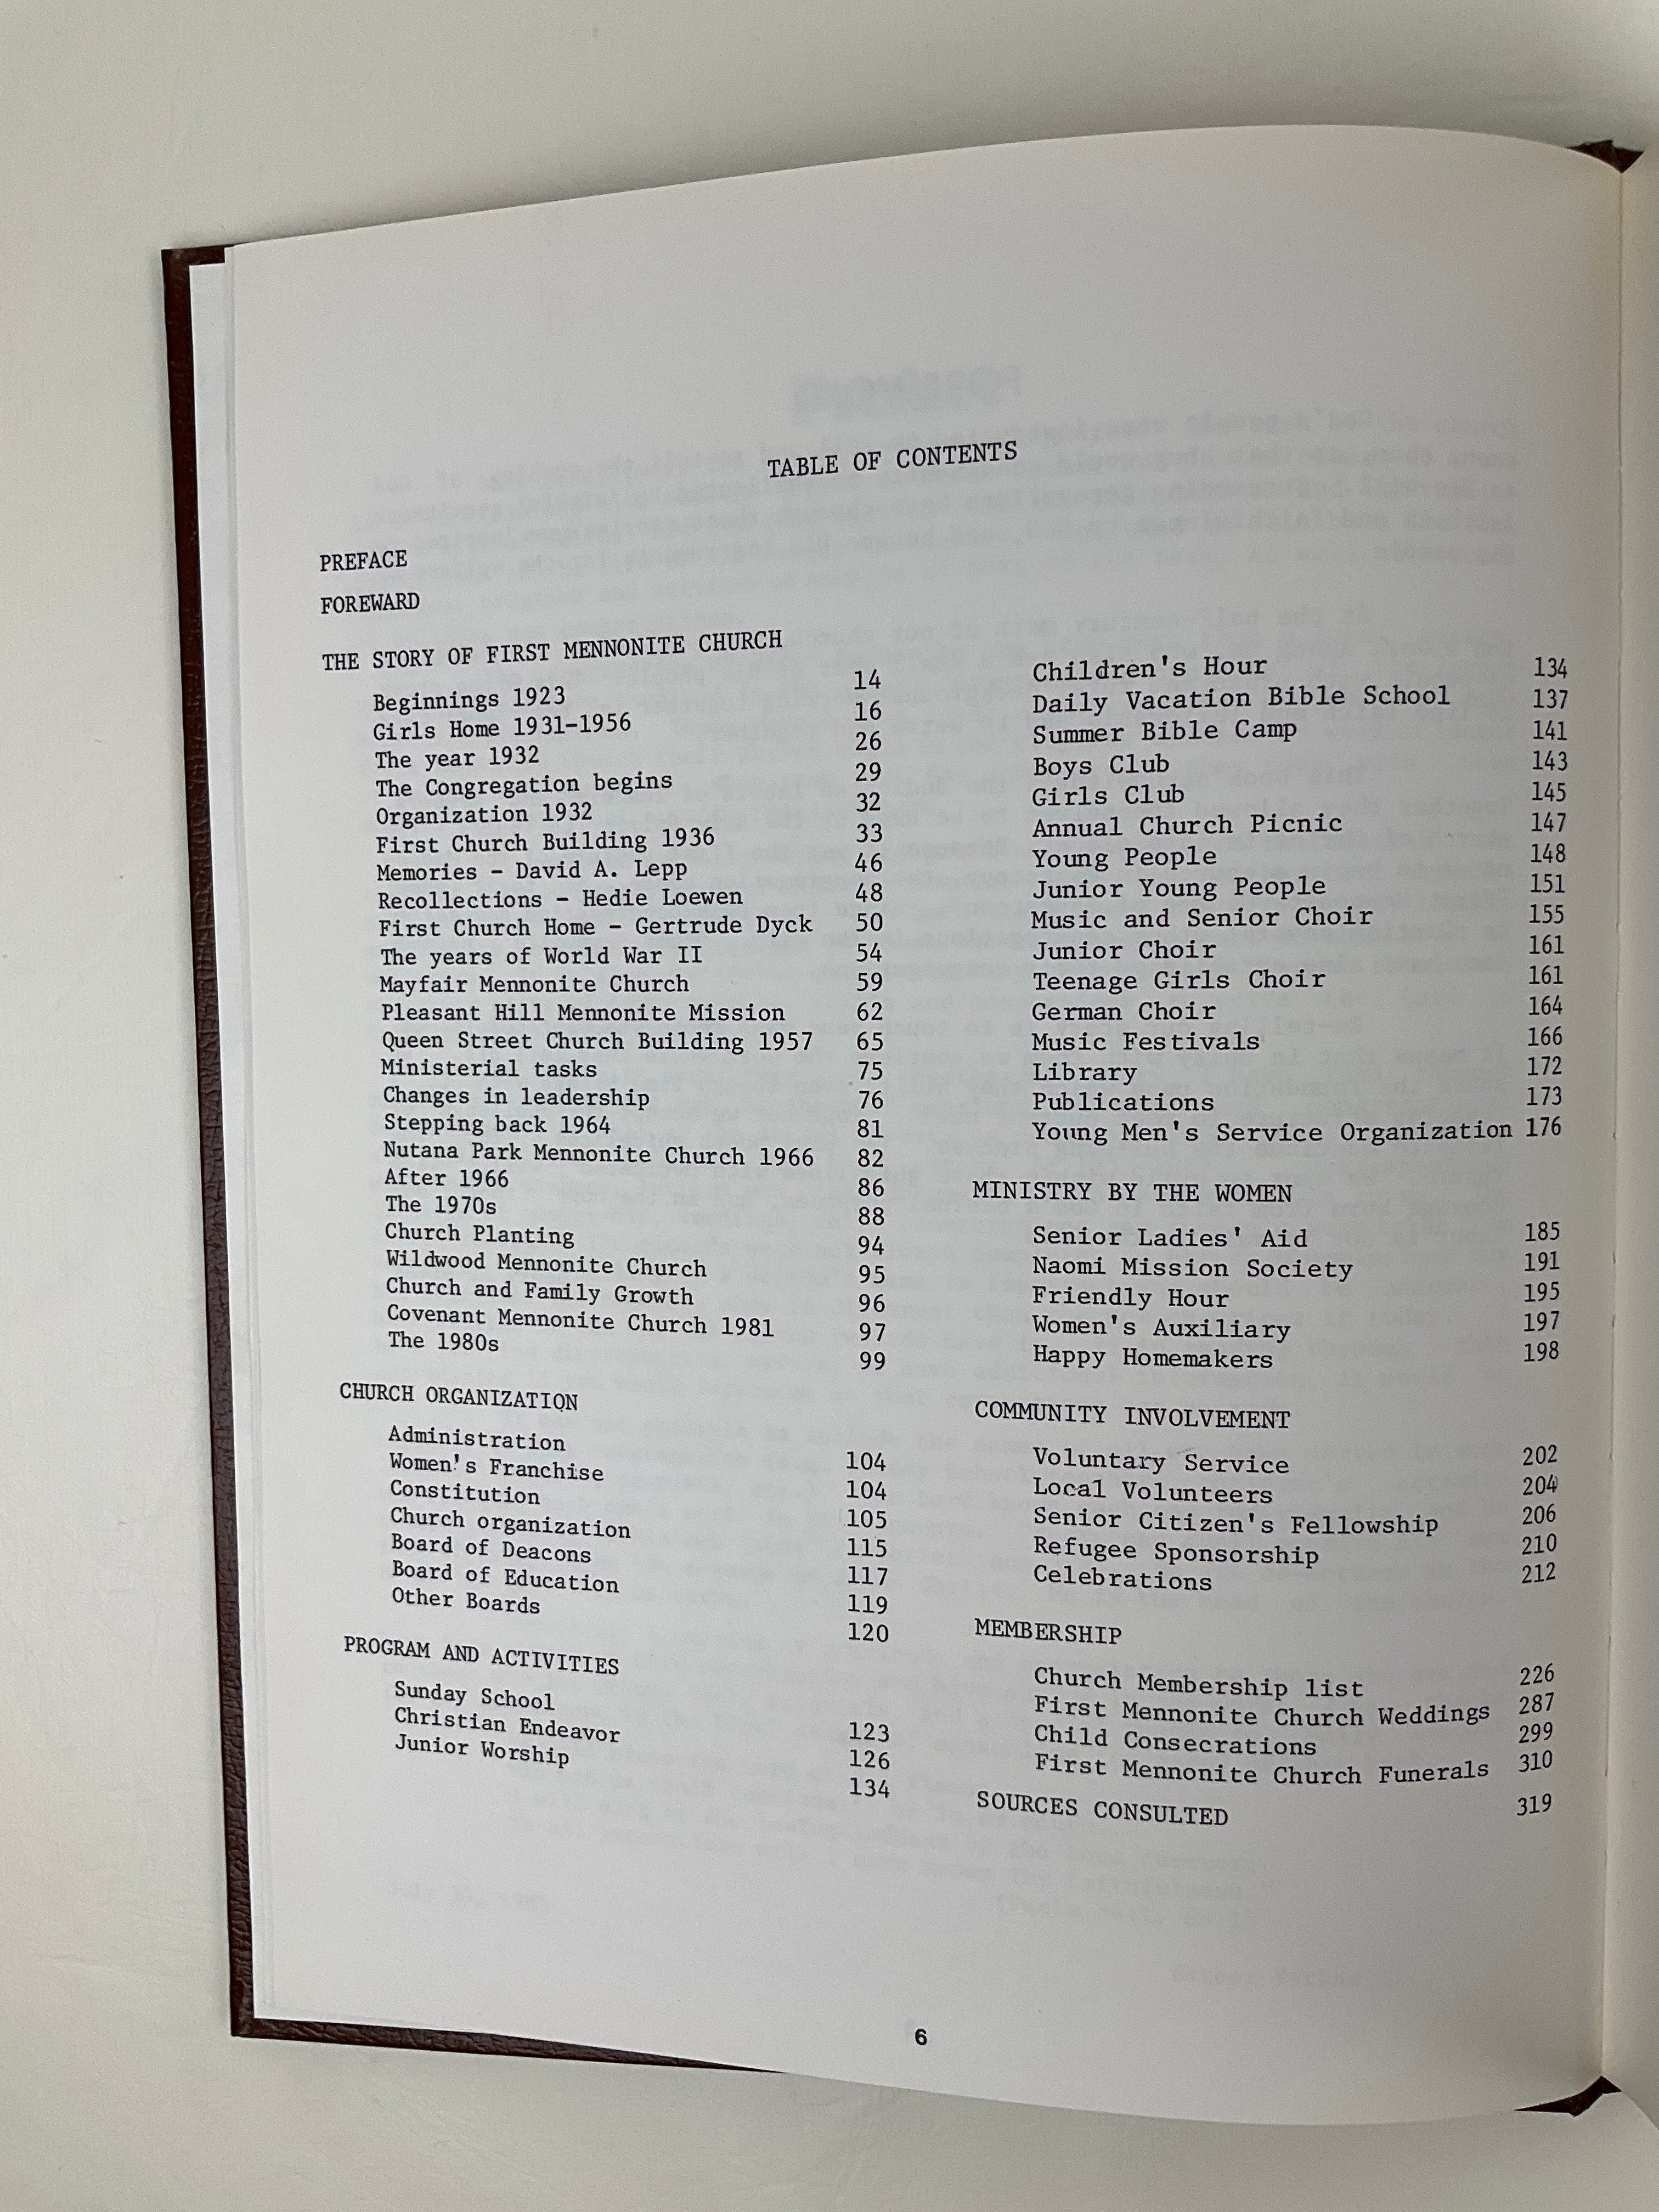 TABLE OF CONTENTS
PREFACE
FOREWARD
THE STORY OF FIRST MENNONITE CHURCH
Beginnings 1923 14
Girls Home 1931-1956 16
The year 1932 26
The Congregation begins 29
Organization 1932 32
First Church Building 1936 33
Memories - David A. Lepp 46
Recollections - Hedie Loewen 48
First Church Home - Gertrude Dyck 50
The years of World War II 54
Mayfair Mennonite Church 59
Pleasant Hill Mennonite Mission 62
Queen Street Church Building 1957 65
Ministerial tasks 75
Changes in leadership 76
Stepping back 1964 81
Nutana Park Mennonite Church 1966 82
After 1966 86
The 1970s 88
Church Planting 94
Wildwood Mennonite Church 95
Church and Family Growth 96
Covenant Mennonite Church 1981 97
The 1980s 99
CHURCH ORGANIZATION
Administration 104
Women's Franchise 104
Constitution 105
Church organization 115
Board of Deacons 117
Board of Education 119
Other Boards 120
PROGRAM AND ACTIVITIES
Sunday School 123
Christian Endeavor 126
Junior Worship 134
Children's Hour 134
Daily Vacation Bible School 137
Summer Bible Camp 141
Boys Club 143
Girls Club 145
Annual Church Picnic 147
Young People 148
Junior Young People 151
Music and Senior Choir 155
Junior Choir 161
Teenage Girls Choir 161
German Choir 164
Music Festivals 166
Library 172
Publications 173
Young Men's Service Organization 176
MINISTRY BY THE WOMEN
Senior Ladies' Aid 185
Naomi Mission Society 191
Friendly Hour 195
Women's Auxiliary 197
Happy Homemakers 198
COMMUNITY INVOLVEMENT
Voluntary Service 202
Local Volunteers 204
Senior Citizen's Fellowship 206
Refugee Sponsorship 210
Celebrations 212
MEMBERSHIP
Church Membership list 226
First Mennonite Church Weddings 287
Child Consecrations 299
First Mennonite Church Funerals 310
SOURCES CONSULTED 319
6